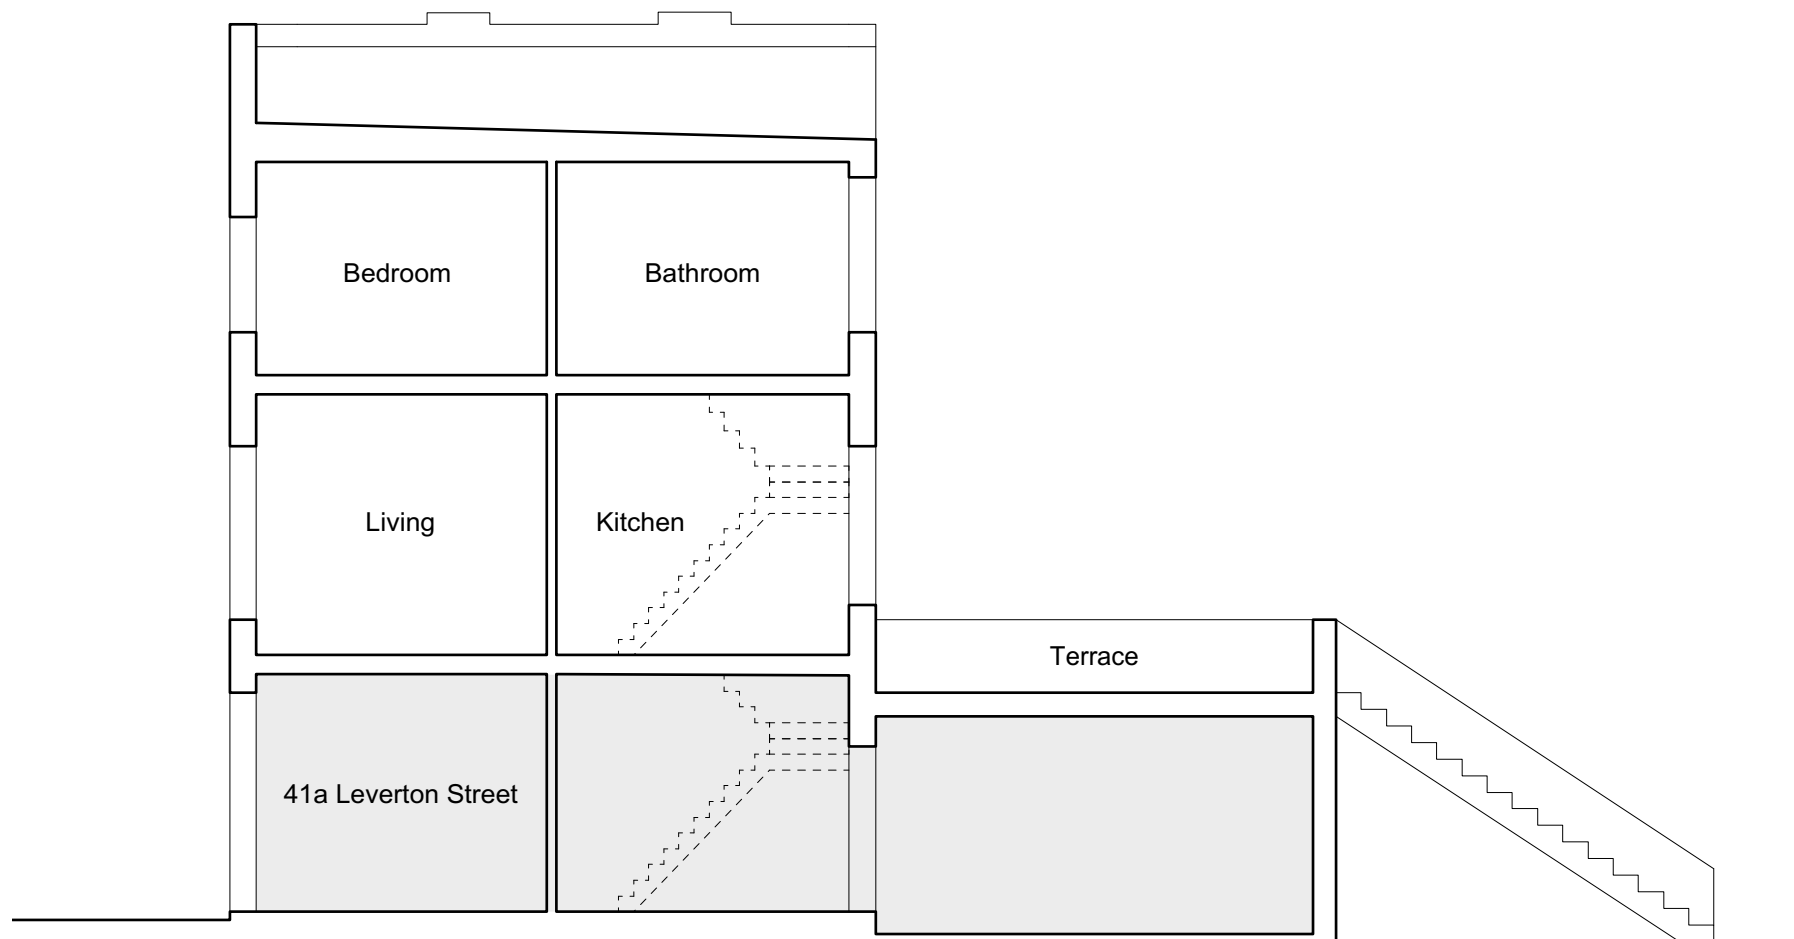 Bedroom
Bathroom
Living
Kitchen
Terrace
41a Leverton Street